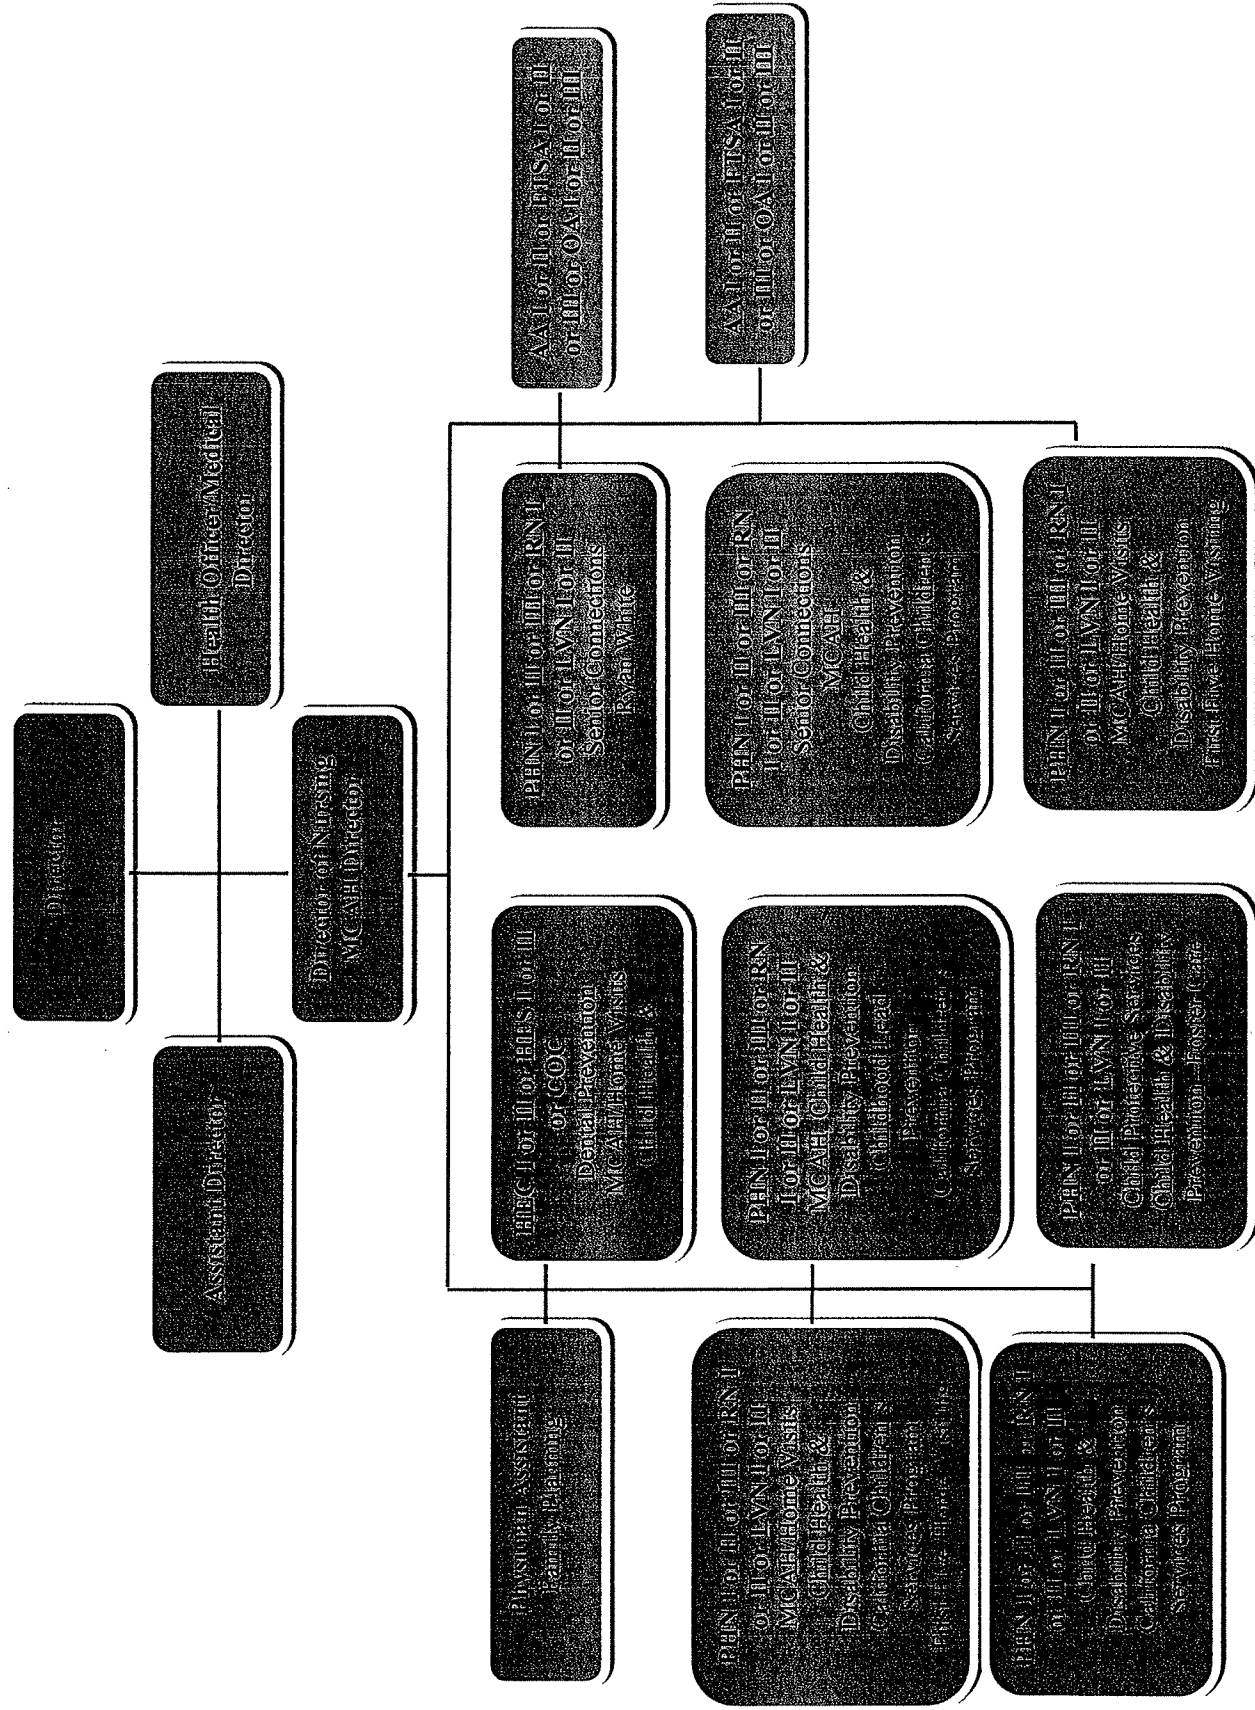 Director
Assistant Director
Health Officer Medical
Director
Director of Nursing
MCAH Director
Physician Assistant
Family Planning
HEC I or II or HES I or II
or COC
Dental Prevention
MCAH/Home Visits
Child Health &
PHN I or II or III or RN I
or II or LVN I or II
Senior Connections
Ryan White
AA I or II or FTSA I or II
or III or OA I or II or III
PHN I or II or III or RN I
or II or LVN I or II
MCAH/Home Visits
Child Health &
Disability Prevention
California Children's
Services Program
First Five Home
PHN I or II or III or RN
I or II or LVN I or II
MCAH, Child Health &
Disability Prevention
Childhood Lead
Prevention
California Children's
Services Program
PHN I or II or III or RN
I or II or LVN I or II
Senior Connections
MCAH
Child Health &
Disability Prevention
California Children's
Services Program
AA I or II or FTSA I or II
or III or OA I or II or III
PHN I or II or III or RN I
or II or LVN I or II
Child Health &
Disability Prevention
California Children's
Services Program
PHN I or II or III or RN I
or II or LVN I or II
Child Protective Services
Child Health & Disability
Prevention–Foster Care
PHN I or II or III or RN I
or II or LVN I or II
MCAH/Home Visits
Child Health &
Disability Prevention
First Five Home Visiting